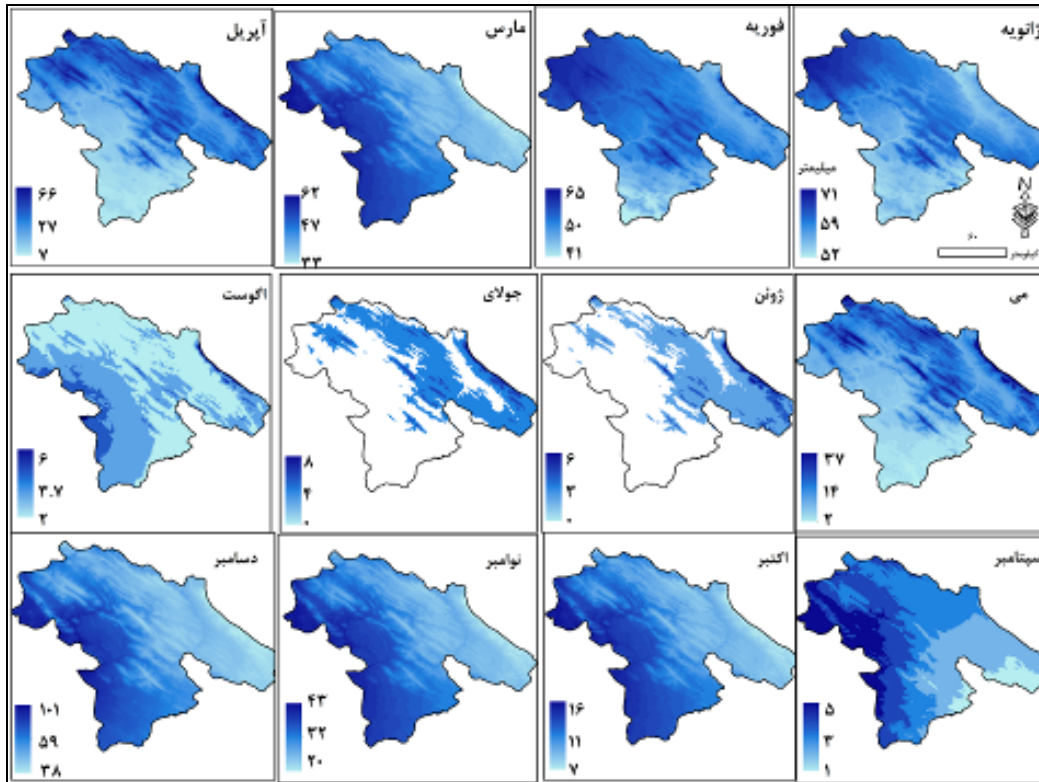 ژانویه
میلیمتر
۷۱
۵۹
۵۲
N
۶۰
کیلومتر
فوریه
۶۵
۵۰
۴۱
مارس
۶۲
۴۷
۳۳
آپریل
۶۶
۲۷
۷
می
۳۷
۱۴
۲
ژوئن
۶
۳
۰
جولای
۸
۴
۰
اگوست
۶
۳.۷
۲
سپتامبر
۵
۳
۱
اکتبر
۱۶
۱۱
۷
نوامبر
۴۳
۳۲
۲۰
دسامبر
۱۰۱
۵۹
۳۸